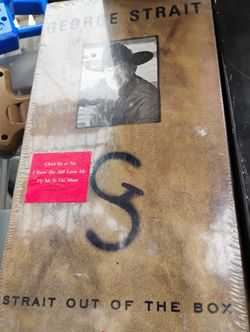 GEORGE STRAIT
Check Yes or No
I Know She Still Loves Me
Fly Me To The Moon
GS
STRAIT OUT OF THE BOX